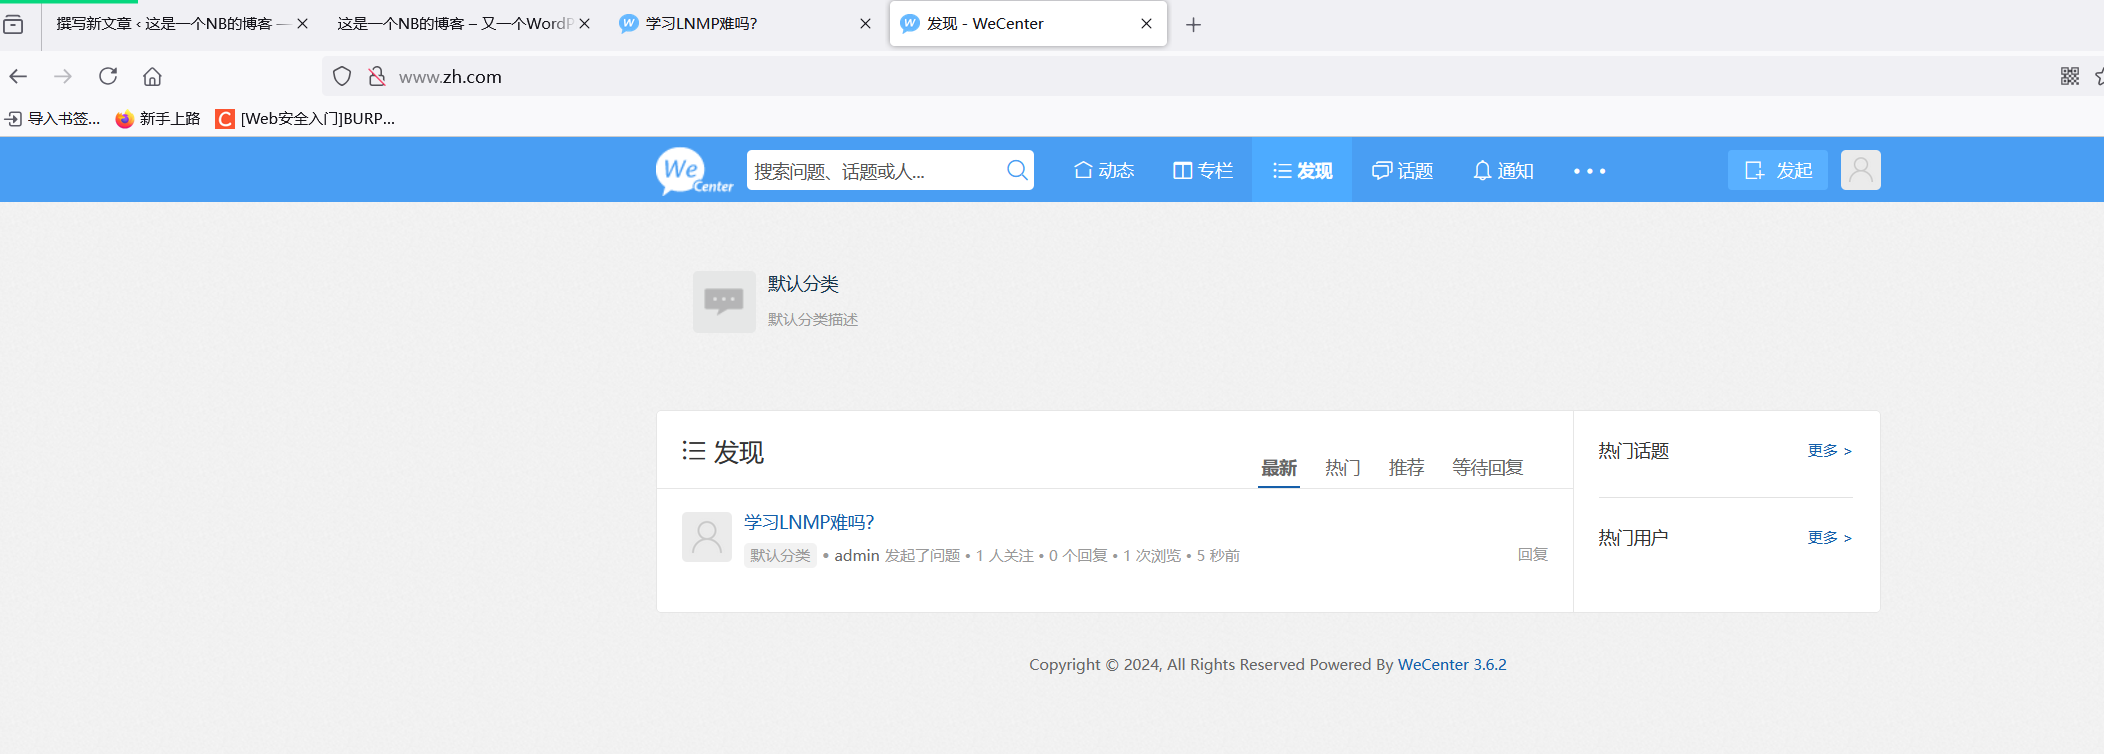 撰写新文章 ‹ 这是一个NB的博客 —
这是一个NB的博客 – 又一个WordP
学习LNMP难吗?
发现 - WeCenter
www.zh.com
导入书签...
新手上路
[Web安全入门]BURP...
We Center
搜索问题、话题或人...
动态
专栏
发现
话题
通知
•••
发起
默认分类
默认分类描述
发现
最新
热门
推荐
等待回复
学习LNMP难吗?
默认分类 • admin 发起了问题 • 1 人关注 • 0 个回复 • 1 次浏览 • 5 秒前
回复
热门话题
更多 >
热门用户
更多 >
Copyright © 2024, All Rights Reserved Powered By WeCenter 3.6.2